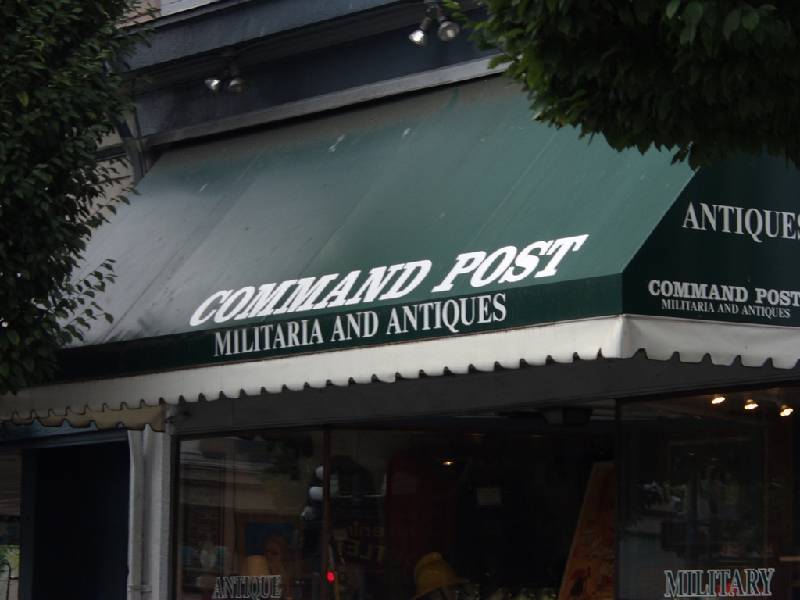 COMMAND POST
MILITARIA AND ANTIQUES
ANTIQUES
COMMAND POST
MILITARIA AND ANTIQUES
ANTIQUE
MILITARY